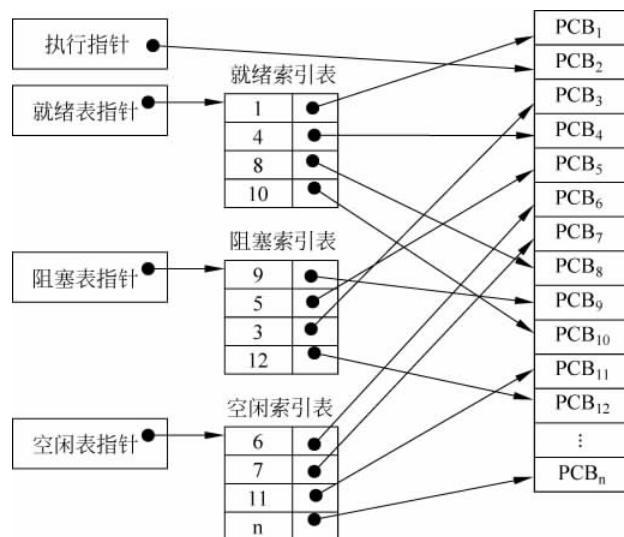 执行指针
就绪表指针
就绪索引表
1
4
8
10
阻塞表指针
阻塞索引表
9
5
3
12
空闲表指针
空闲索引表
6
7
11
n
PCB₁
PCB₂
PCB₃
PCB₄
PCB₅
PCB₆
PCB₇
PCB₈
PCB₉
PCB₁₀
PCB₁₁
PCB₁₂
⋮
PCBₙ